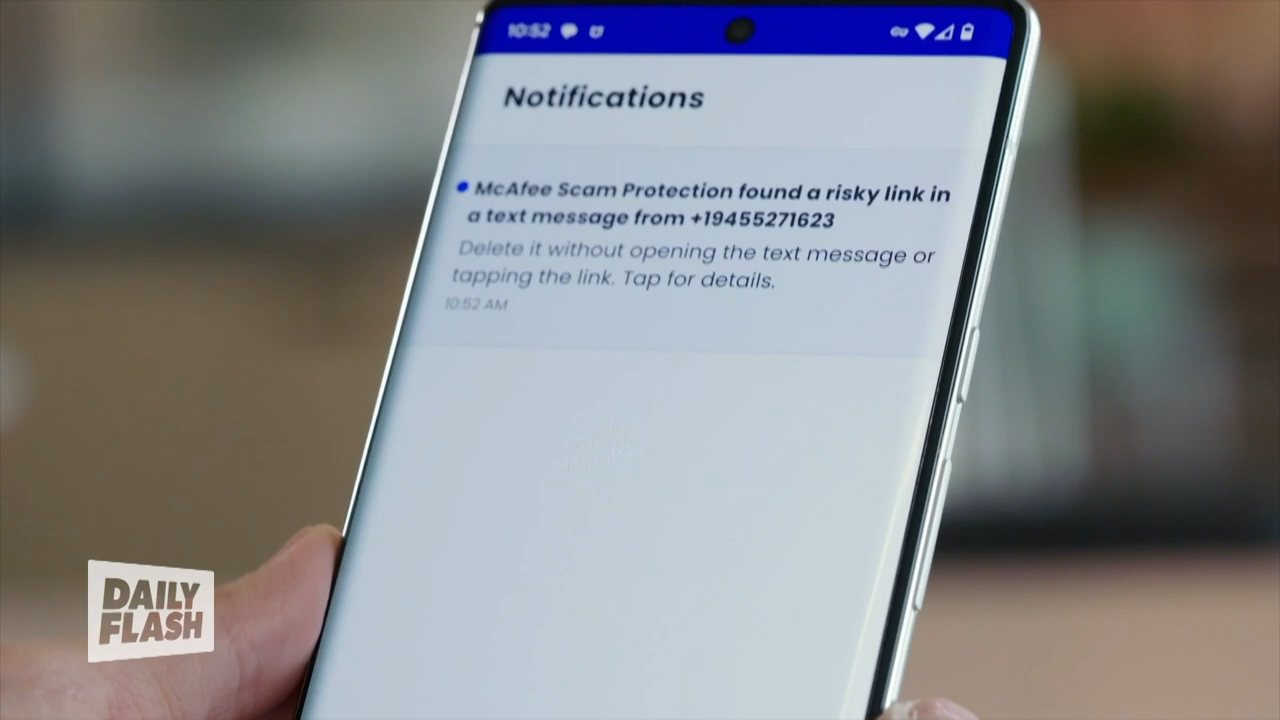 10:52
Notifications
McAfee Scam Protection found a risky link in
a text message from +19455271623
Delete it without opening the text message or
tapping the link. Tap for details.
10:52 AM
DAILY
FLASH